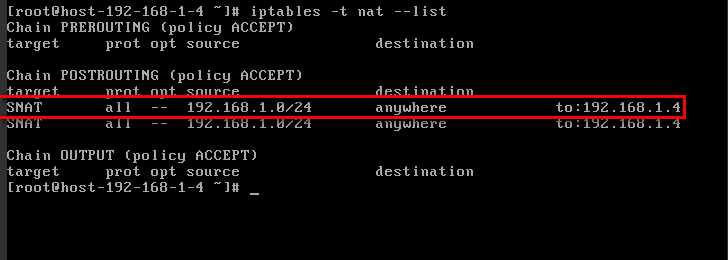 [root@host-192-168-1-4 ~]# iptables -t nat --list
Chain PREROUTING (policy ACCEPT)
target     prot opt source               destination
Chain POSTROUTING (policy ACCEPT)
target     prot opt source               destination
SNAT       all  --  192.168.1.0/24       anywhere             to:192.168.1.4
SNAT       all  --  192.168.1.0/24       anywhere             to:192.168.1.4
Chain OUTPUT (policy ACCEPT)
target     prot opt source               destination
[root@host-192-168-1-4 ~]# _